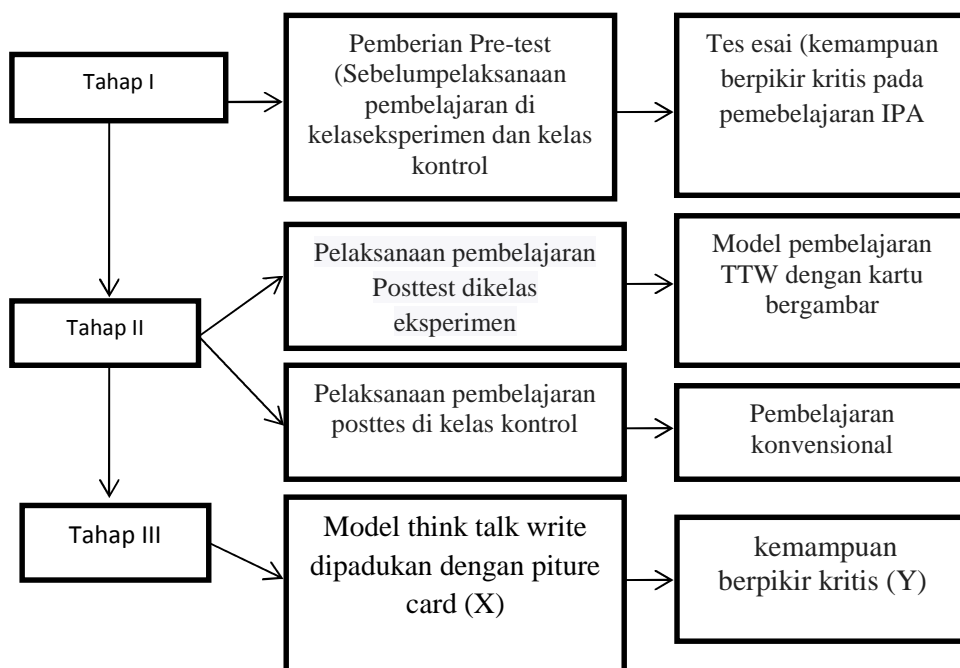 Tahap I
Pemberian Pre-test
(Sebelumpelaksanaan
pembelajaran di
kelaseksperimen dan kelas
kontrol
Tes esai (kemampuan
berpikir kritis pada
pemebelajaran IPA
Tahap II
Pelaksanaan pembelajaran
Posttest dikelas
eksperimen
Model pembelajaran
TTW dengan kartu
bergambar
Pelaksanaan pembelajaran
posttes di kelas kontrol
Pembelajaran
konvensional
Tahap III
Model think talk write
dipadukan dengan piture
card (X)
kemampuan
berpikir kritis (Y)